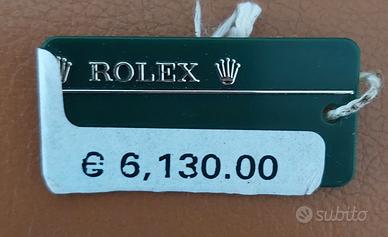 ROLEX
€ 6,130.00
subito